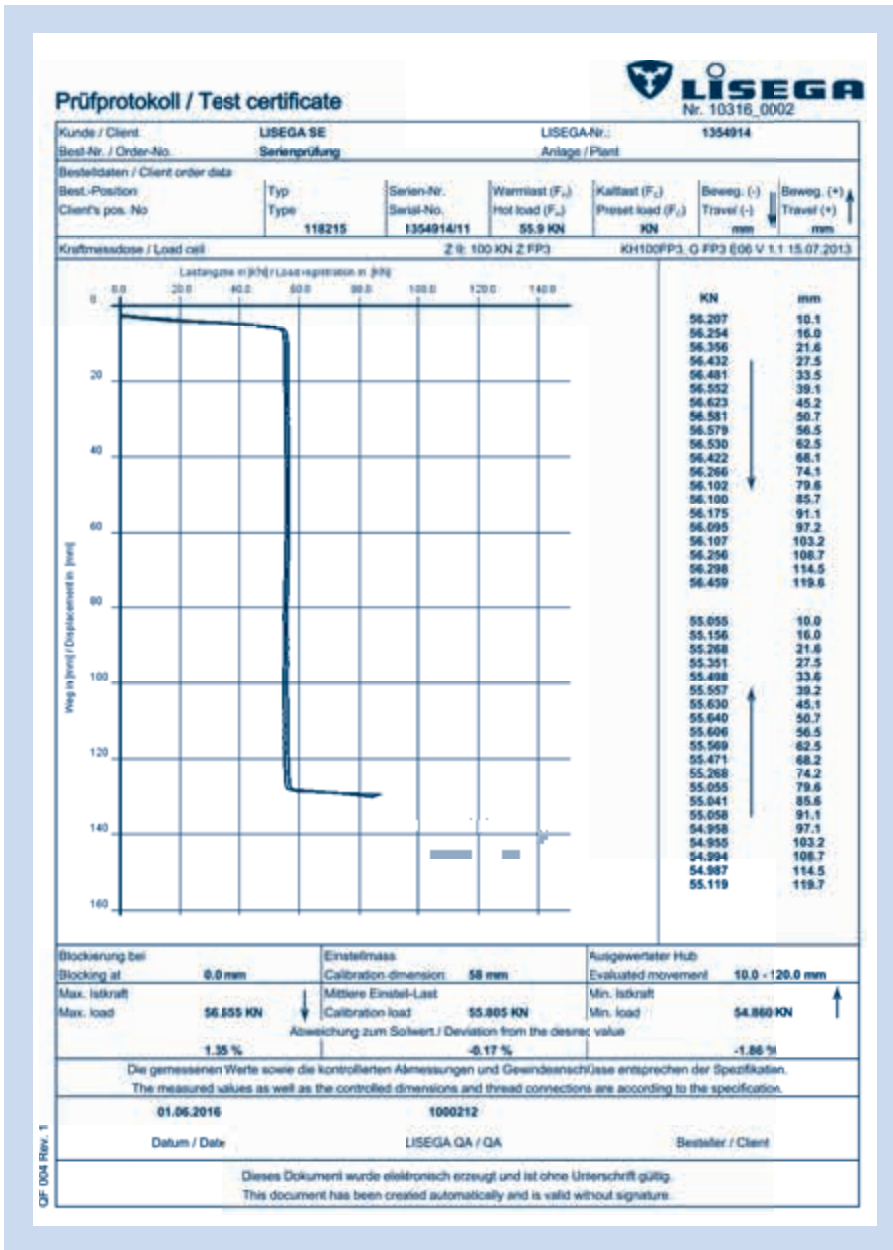 LISEGA
Prüfprotokoll / Test certificate
Nr. 10316_0002
Kunde / Client LISEGA SE LISEGA-Nr.: 1354914
Best-Nr. / Order-No. Serienprüfung Anlage / Plant
Bestelldaten / Client order data
Best.-Position Typ Serien-Nr. Warmlast (Fw) Kaltlast (Fc) Beweg. (-) Beweg. (+)
Client's pos. No Type Serial-No. Hot load (Fw) Preset load (Fc) Travel (-) Travel (+)
118215 1354914/11 55.9 KN KN mm mm
Kraftmessdose / Load cell Z 9: 100 KN Z FP3 KH100FP3_G FP3 E06 V 1.1 15.07.2013
Lastanzeige in [KN] / Load registration in [KN]
0.0 20.0 40.0 60.0 80.0 100.0 120.0 140.0
0
20
40
60
80
100
120
140
160
Weg in [mm] / Displacement in [mm]
KN mm
56.207 10.1
56.254 16.0
56.356 21.6
56.432 27.5
56.481 33.5
56.552 39.1
56.623 45.2
56.581 50.7
56.579 56.5
56.530 62.5
56.422 68.1
56.266 74.1
56.102 79.6
56.100 85.7
56.175 91.1
56.095 97.2
56.107 103.2
56.256 108.7
56.298 114.5
56.459 119.6
55.055 10.0
55.156 16.0
55.268 21.6
55.351 27.5
55.498 33.6
55.557 39.2
55.630 45.1
55.640 50.7
55.606 56.5
55.569 62.5
55.471 68.2
55.268 74.2
55.055 79.6
55.041 85.6
55.058 91.1
54.958 97.1
54.955 103.2
54.994 108.7
54.987 114.5
55.119 119.7
Blockierung bei Einstellmass Ausgewerteter Hub
Blocking at 0.0 mm Calibration dimension 58 mm Evaluated movement 10.0 - 120.0 mm
Max. Istkraft Mittlere Einstel-Last Min. Istkraft
Max. load 56.655 KN Calibration load 55.805 KN Min. load 54.860 KN
Abweichung zum Sollwert / Deviation from the desired value
1.35 % -0.17 % -1.86 %
Die gemessenen Werte sowie die kontrollierten Abmessungen und Gewindeanschlüsse entsprechen der Spezifikation.
The measured values as well as the controlled dimensions and thread connections are according to the specification.
01.06.2016 1000212
Datum / Date LISEGA QA / QA Besteller / Client
Dieses Dokument wurde elektronisch erzeugt und ist ohne Unterschrift gültig.
This document has been created automatically and is valid without signature.
QF 004 Rev. 1